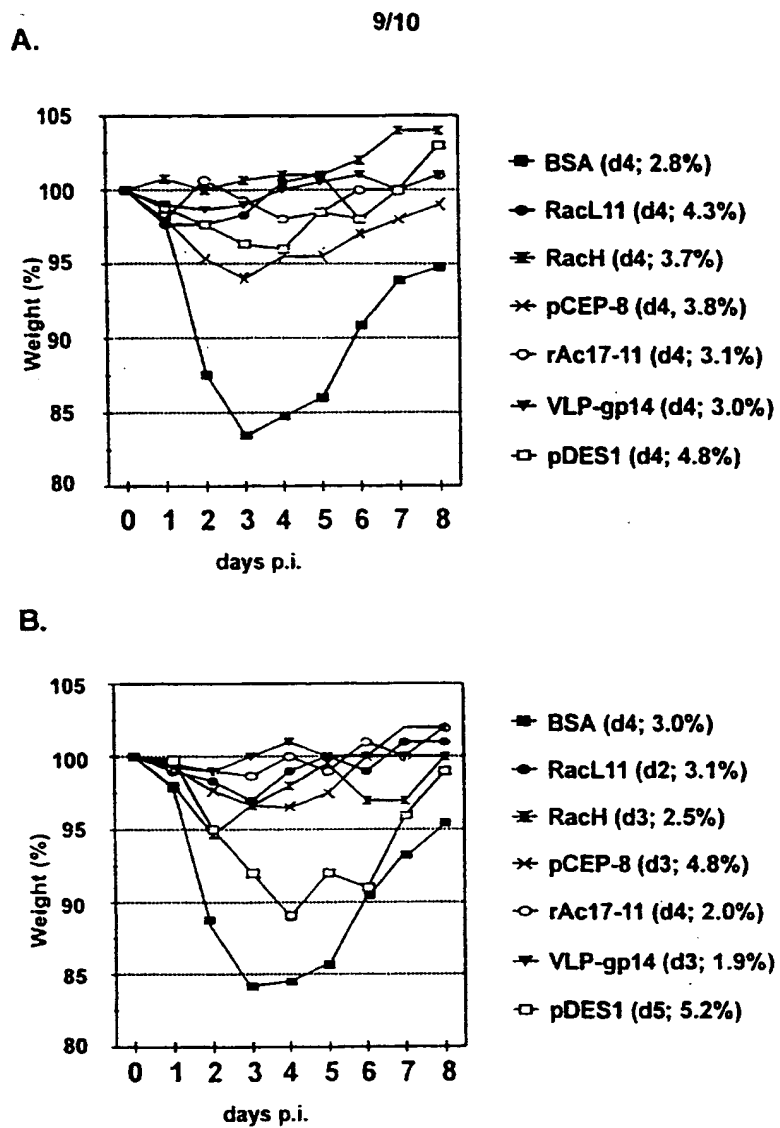 9/10
A.
105
100
95
90
85
80
Weight (%)
0 1 2 3 4 5 6 7 8
days p.i.
BSA (d4; 2.8%)
RacL11 (d4; 4.3%)
RacH (d4; 3.7%)
pCEP-8 (d4, 3.8%)
rAc17-11 (d4; 3.1%)
VLP-gp14 (d4; 3.0%)
pDES1 (d4; 4.8%)
B.
105
100
95
90
85
80
Weight (%)
0 1 2 3 4 5 6 7 8
days p.i.
BSA (d4; 3.0%)
RacL11 (d2; 3.1%)
RacH (d3; 2.5%)
pCEP-8 (d3; 4.8%)
rAc17-11 (d4; 2.0%)
VLP-gp14 (d3; 1.9%)
pDES1 (d5; 5.2%)